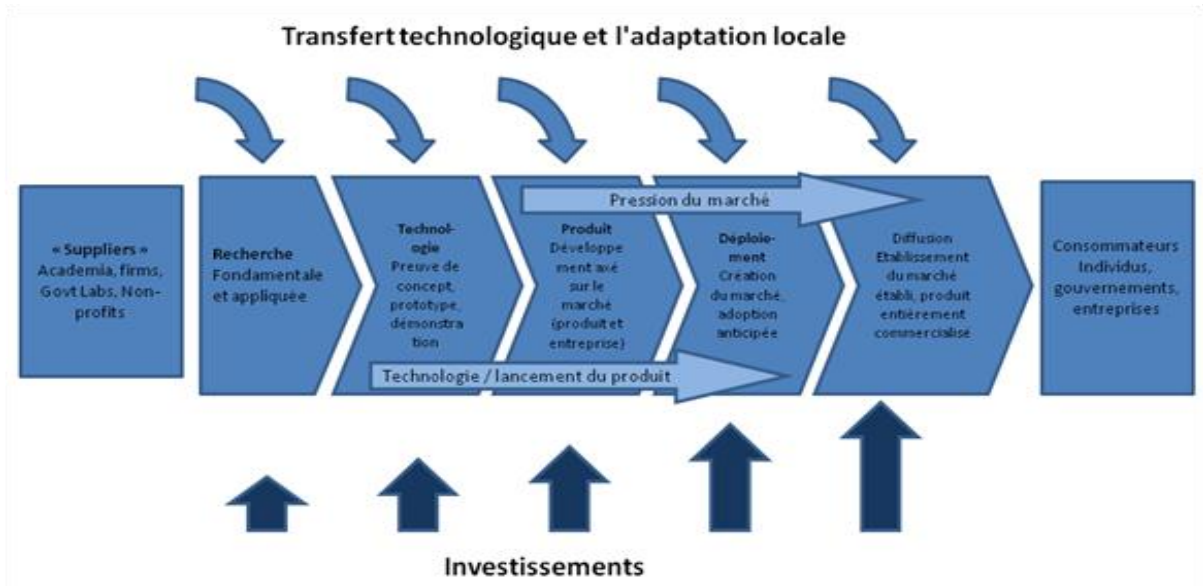 Transfert technologique et l'adaptation locale
« Suppliers »
Academia, firms,
Govt Labs, Non-
profits
Recherche
Fondamentale
et appliquée
Technol-
ogie
Preuve de
concept,
prototype,
démonstra
tion
Produit
Développe
ment axé
sur le
marché
(produit et
entreprise)
Pression du marché
Déploie-
ment
Création
du marché,
adoption
anticipée
Diffusion
Etablissement
du marché
établi, produit
entièrement
commercialisé
Consommateurs
Individus,
gouvernements,
entreprises
Technologie / lancement du produit
Investissements